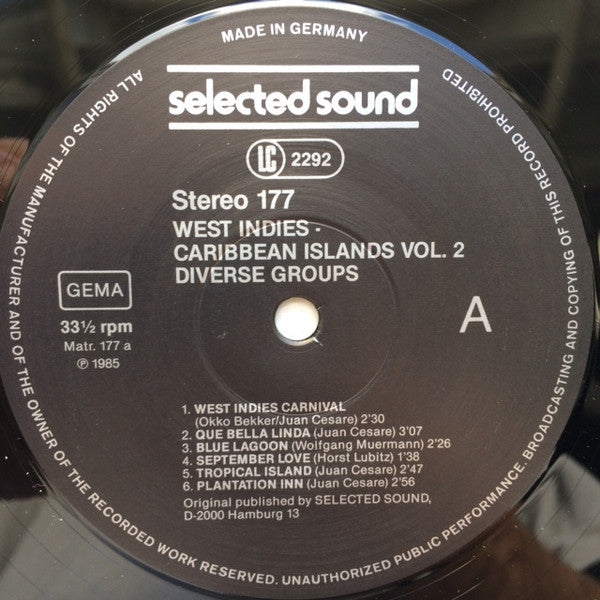 MADE IN GERMANY
selected sound
LC 2292
Stereo 177
WEST INDIES -
CARIBBEAN ISLANDS VOL. 2
DIVERSE GROUPS
GEMA
33½ rpm
Matr. 177 a
℗ 1985
A
1. WEST INDIES CARNIVAL
(Okko Bekker/Juan Cesare) 2'30
2. QUE BELLA LINDA (Juan Cesare) 3'07
3. BLUE LAGOON (Wolfgang Muermann) 2'26
4. SEPTEMBER LOVE (Horst Lubitz) 1'38
5. TROPICAL ISLAND (Juan Cesare) 2'47
6. PLANTATION INN (Juan Cesare) 2'56
Original published by SELECTED SOUND,
D-2000 Hamburg 13
ALL RIGHTS OF THE MANUFACTURER AND OF THE OWNER OF THE RECORDED WORK RESERVED. UNAUTHORIZED PUBLIC PERFORMANCE. BROADCASTING AND COPYING OF THIS RECORD PROHIBITED